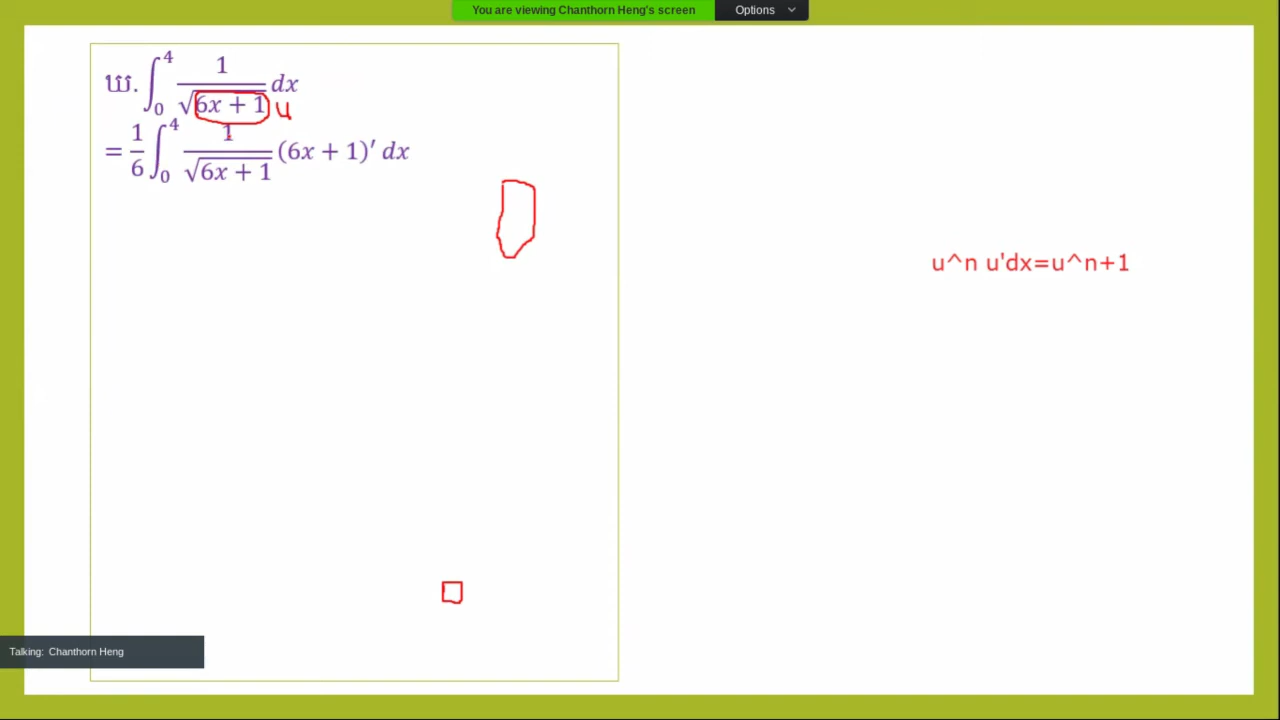 You are viewing Chanthorn Heng's screen Options
ឃ. ∫₀⁴ 1/√(6x + 1) dx
u
= 1/6 ∫₀⁴ 1/√(6x + 1) (6x + 1)′ dx
u^n u'dx=u^n+1
Talking: Chanthorn Heng